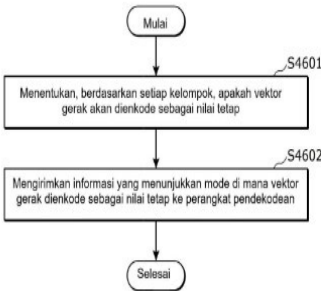 Mulai
S4601
Menentukan, berdasarkan setiap kelompok, apakah vektor
gerak akan dienkode sebagai nilai tetap
S4602
Mengirimkan informasi yang menunjukkan mode di mana vektor
gerak dienkode sebagai nilai tetap ke perangkat pendekodean
Selesai